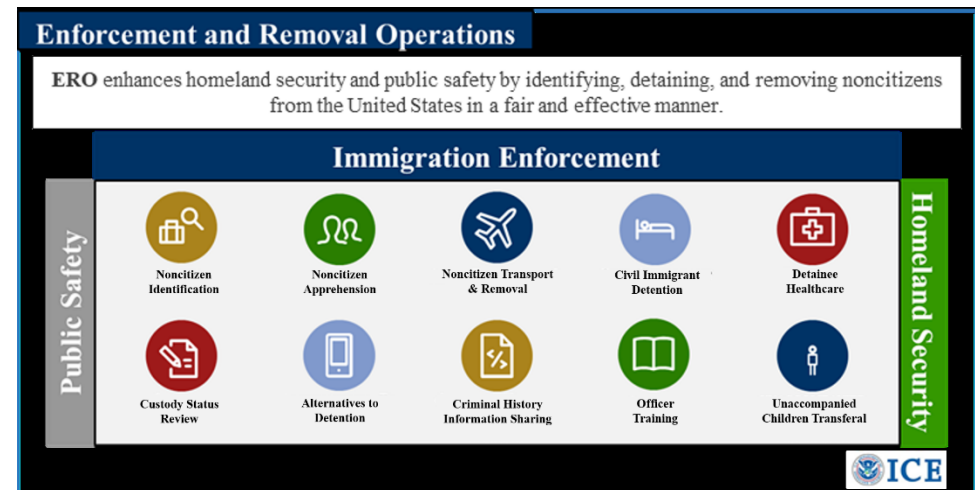 Enforcement and Removal Operations
ERO enhances homeland security and public safety by identifying, detaining, and removing noncitizens
from the United States in a fair and effective manner.
Immigration Enforcement
Public Safety
Noncitizen
Identification
Noncitizen
Apprehension
Noncitizen Transport
& Removal
Civil Immigrant
Detention
Detainee
Healthcare
Custody Status
Review
Alternatives to
Detention
Criminal History
Information Sharing
Officer
Training
Unaccompanied
Children Transferal
Homeland Security
ICE